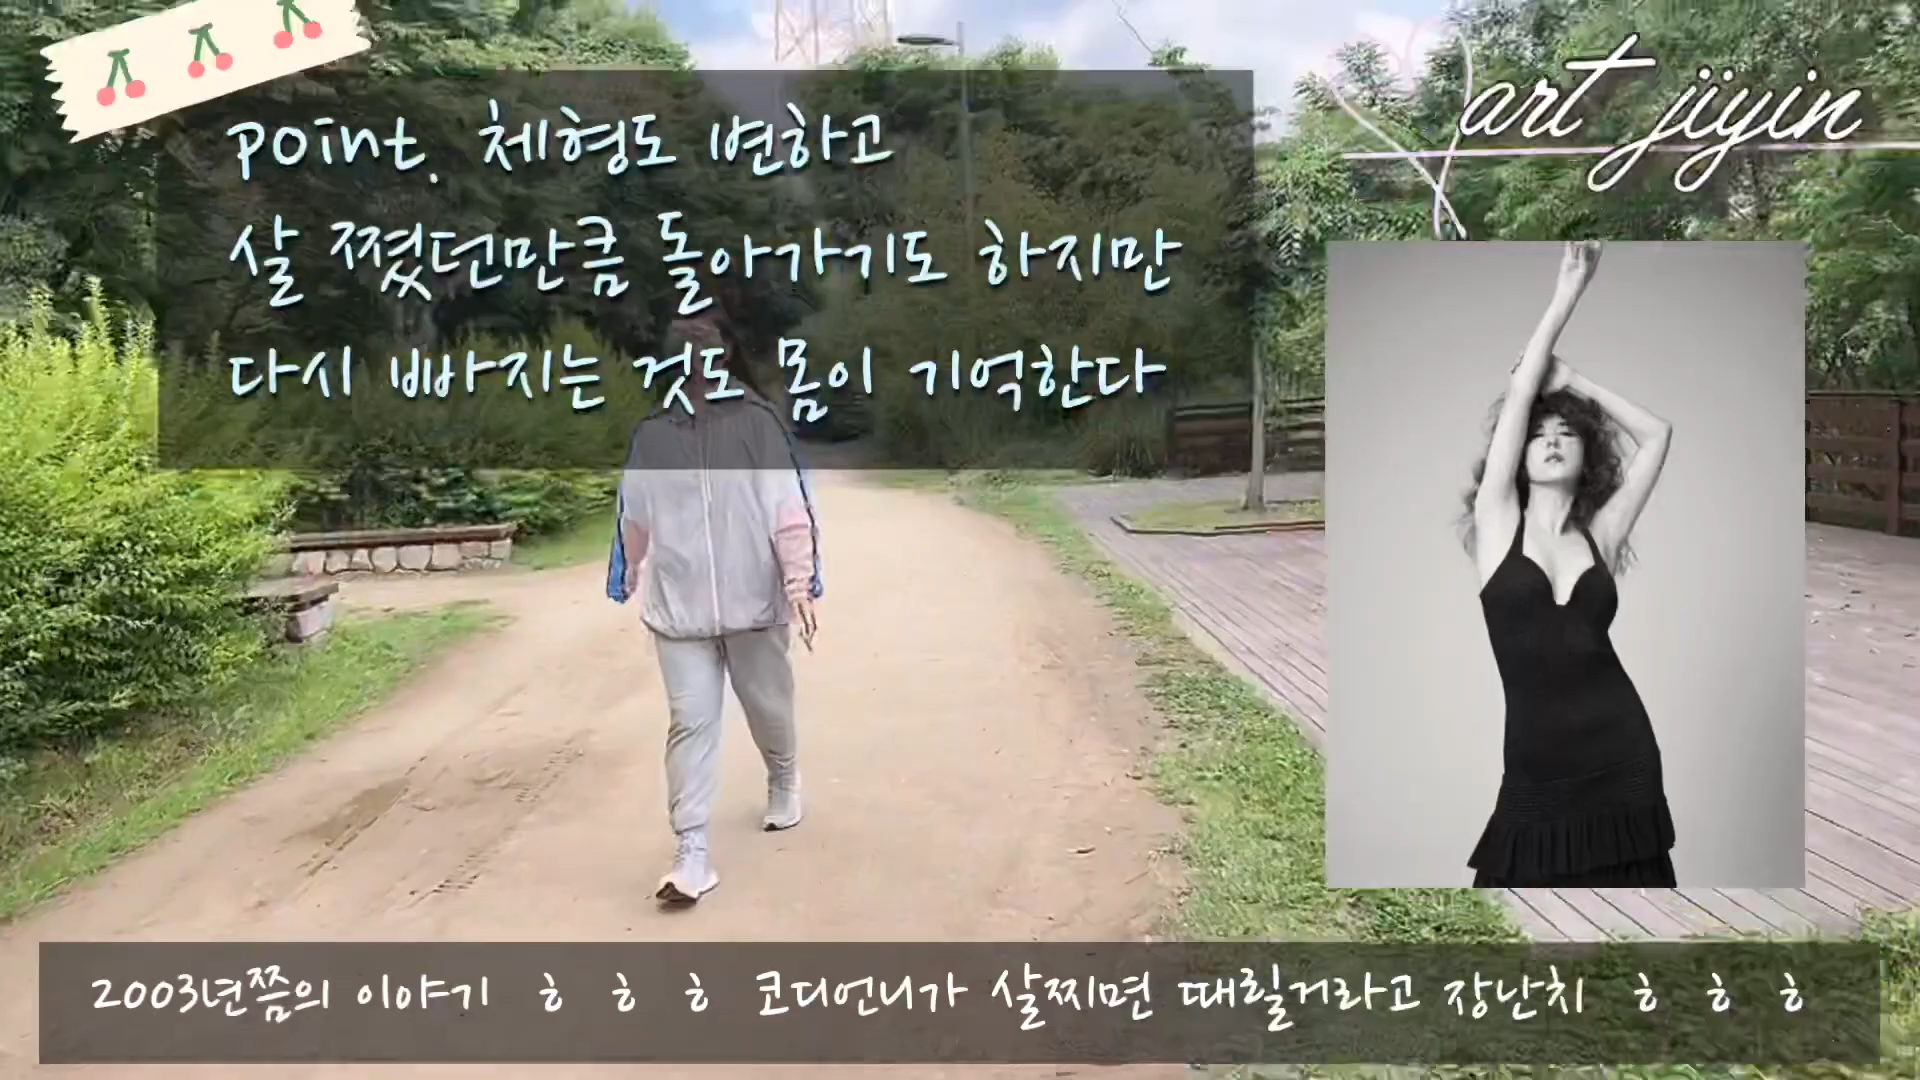 point. 체형도 변하고
살 쪘던만큼 돌아가기도 하지만
다시 빠지는 것도 몸이 기억한다
art jiyin
2003년쯤의 이야기 ㅎ ㅎ ㅎ 코디언니가 살찌면 때릴거라고 장난치 ㅎ ㅎ ㅎ